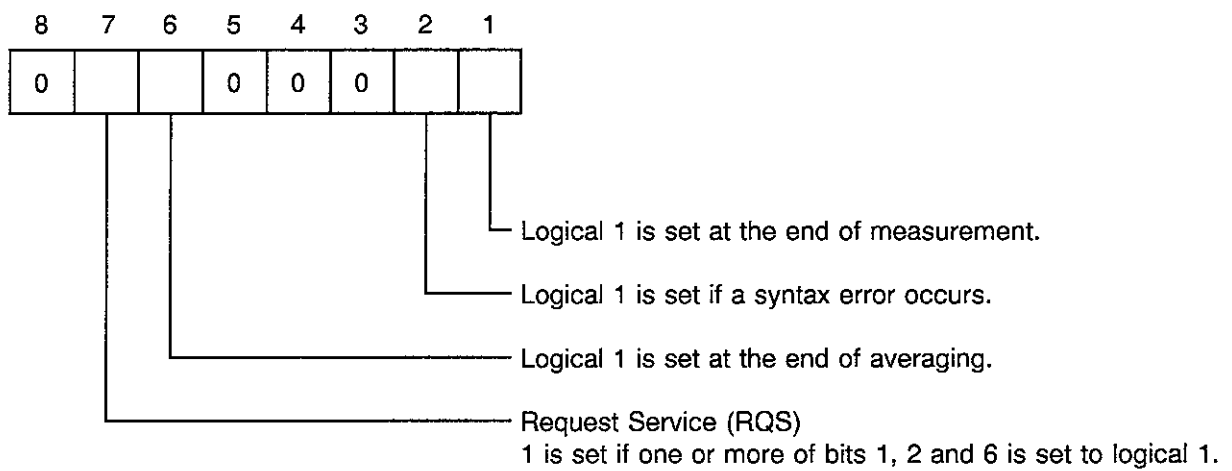 8 7 6 5 4 3 2 1
0 0 0 0
Logical 1 is set at the end of measurement.
Logical 1 is set if a syntax error occurs.
Logical 1 is set at the end of averaging.
Request Service (RQS)
1 is set if one or more of bits 1, 2 and 6 is set to logical 1.